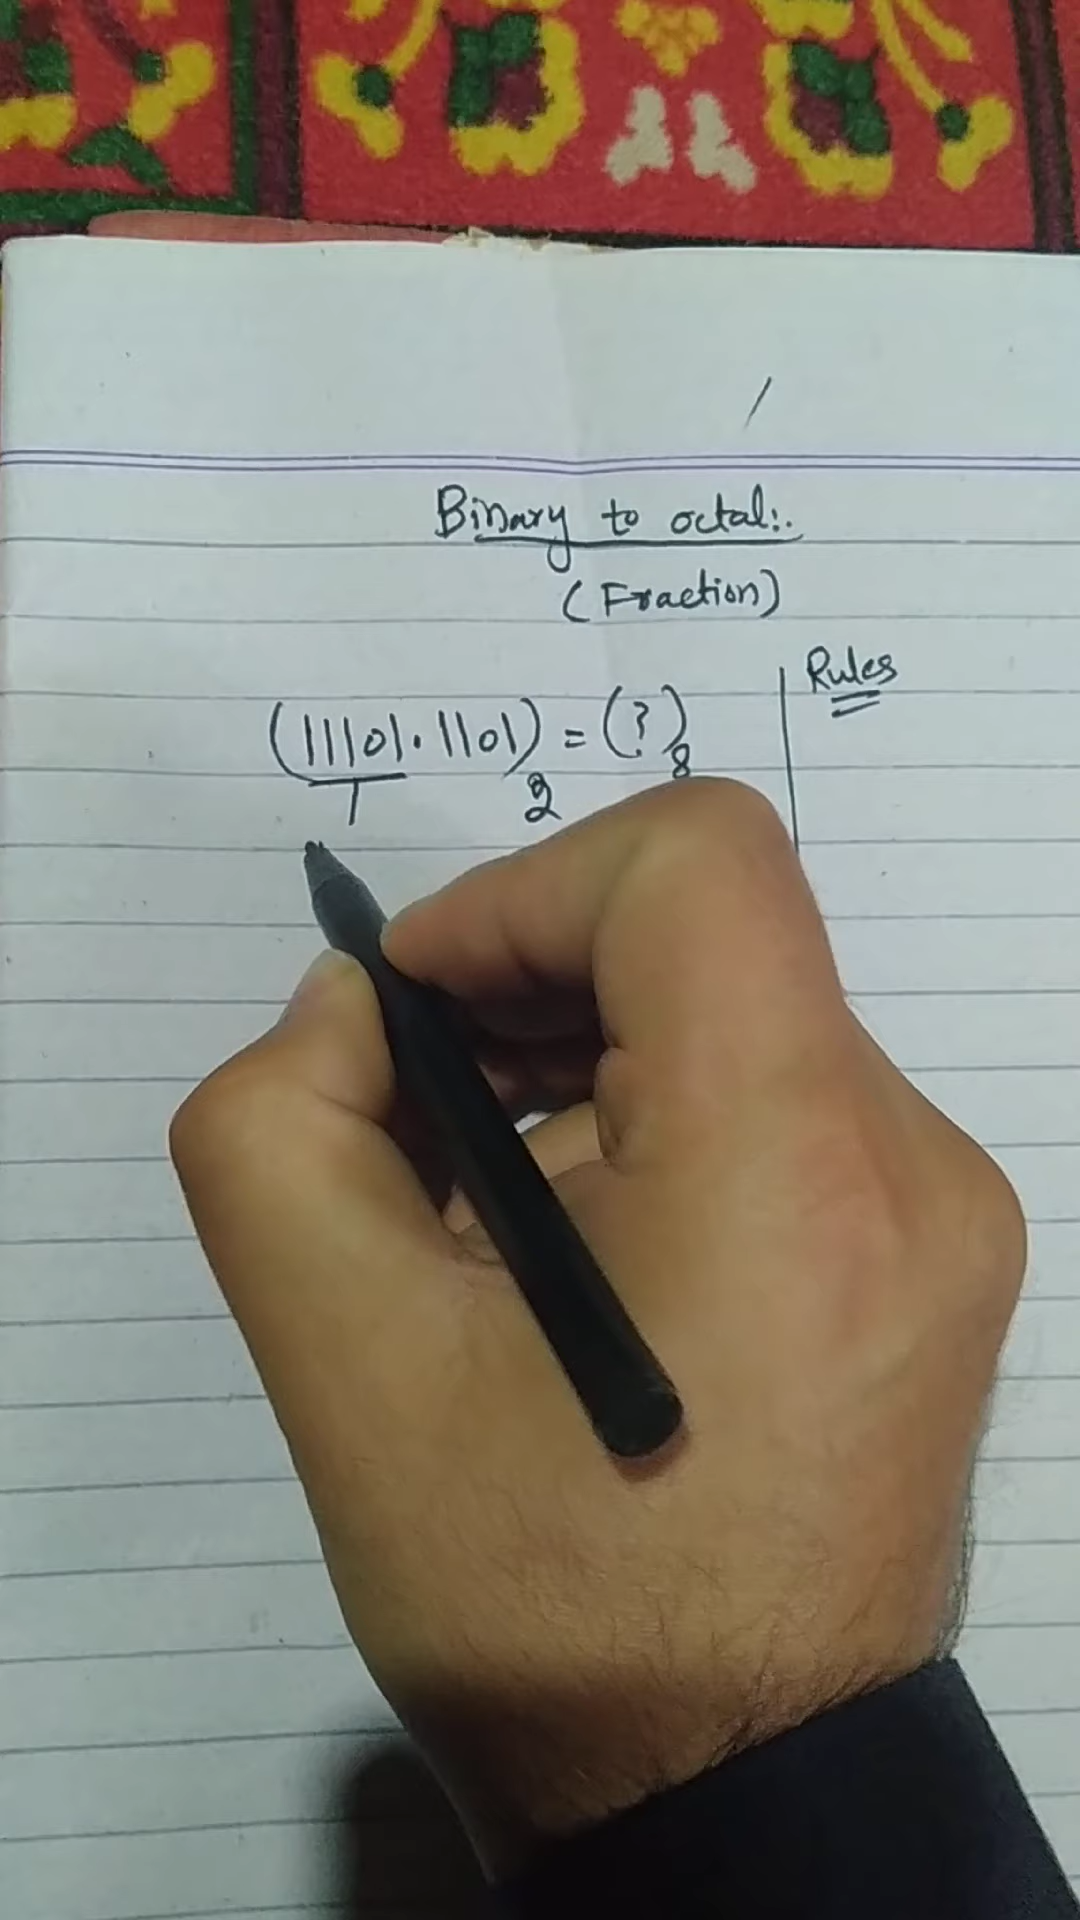 Binary to octal:.
(Fraction)
Rules
(11101.1101)2 = (?)8